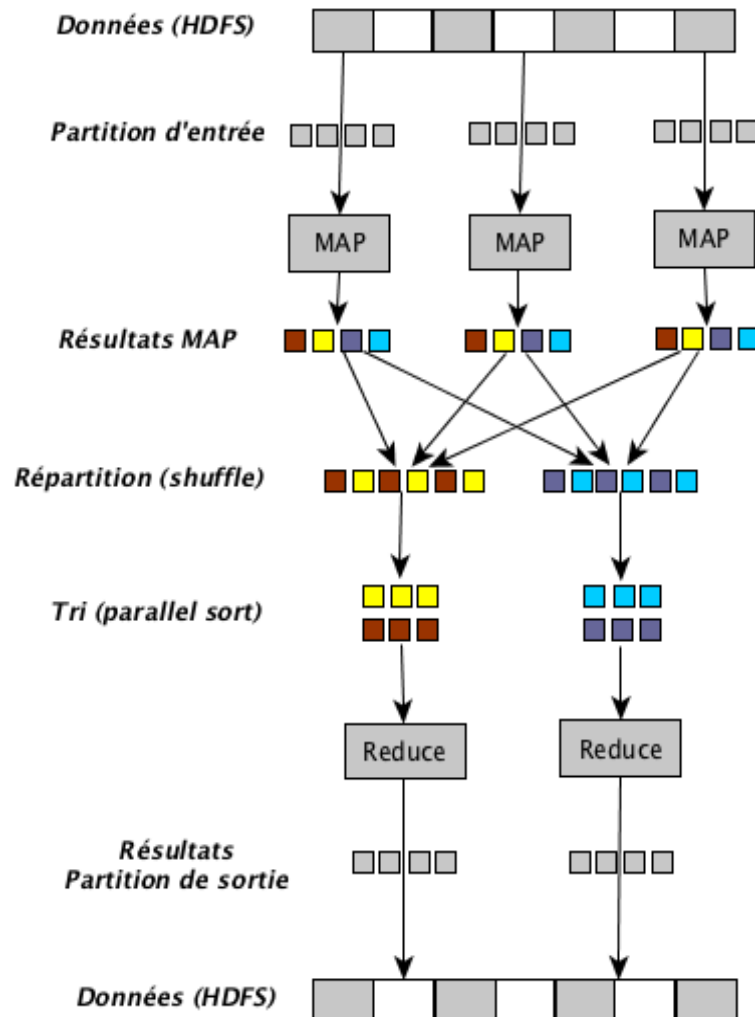 Données (HDFS)
Partition d'entrée
MAP
MAP
MAP
Résultats MAP
Répartition (shuffle)
Tri (parallel sort)
Reduce
Reduce
Résultats
Partition de sortie
Données (HDFS)